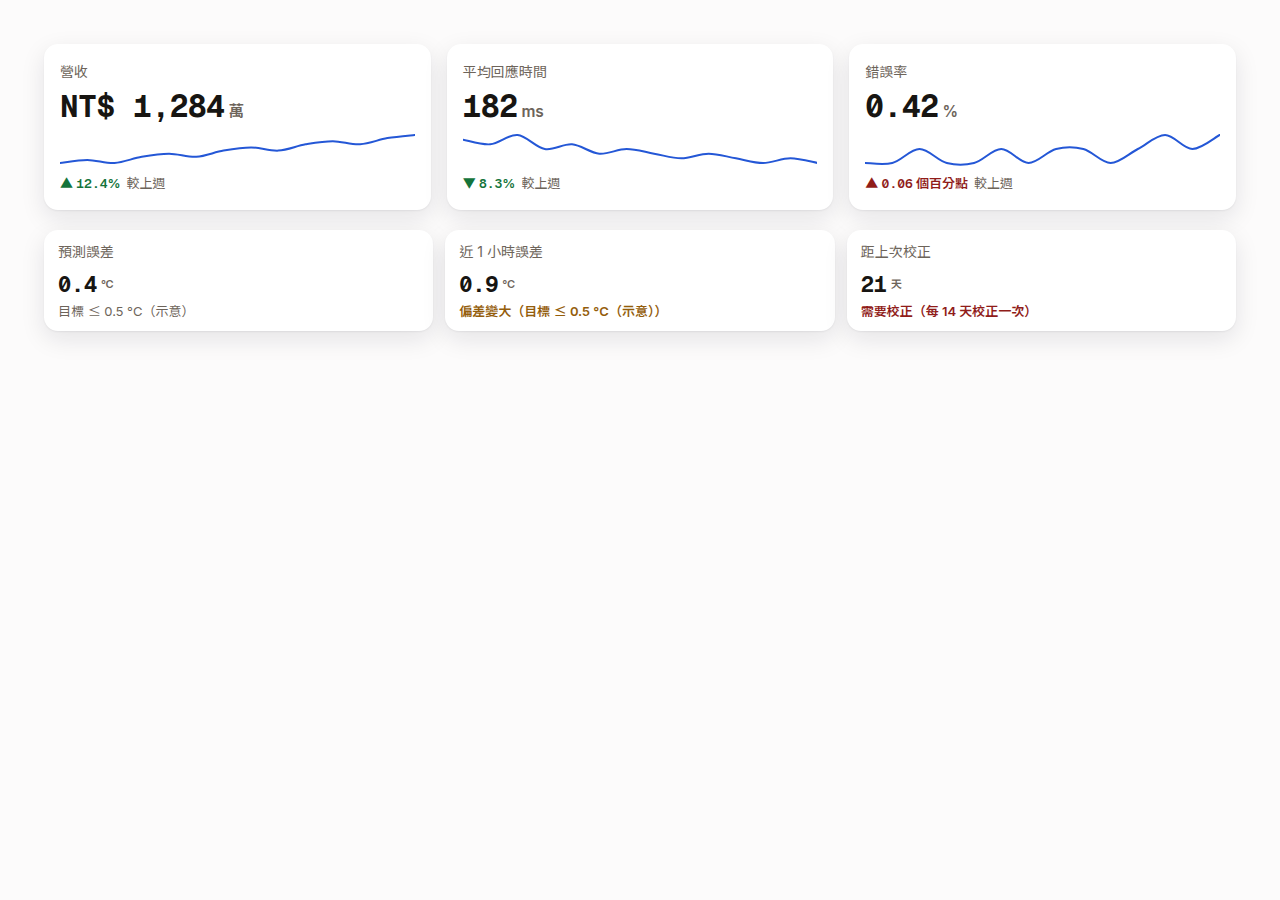 營收
NT$ 1,284 萬
▲ 12.4% 較上週
平均回應時間
182 ms
▼ 8.3% 較上週
錯誤率
0.42 %
▲ 0.06 個百分點 較上週
預測誤差
0.4 °C
目標 ≤ 0.5 °C（示意）
近 1 小時誤差
0.9 °C
偏差變大（目標 ≤ 0.5 °C（示意））
距上次校正
21 天
需要校正（每 14 天校正一次）